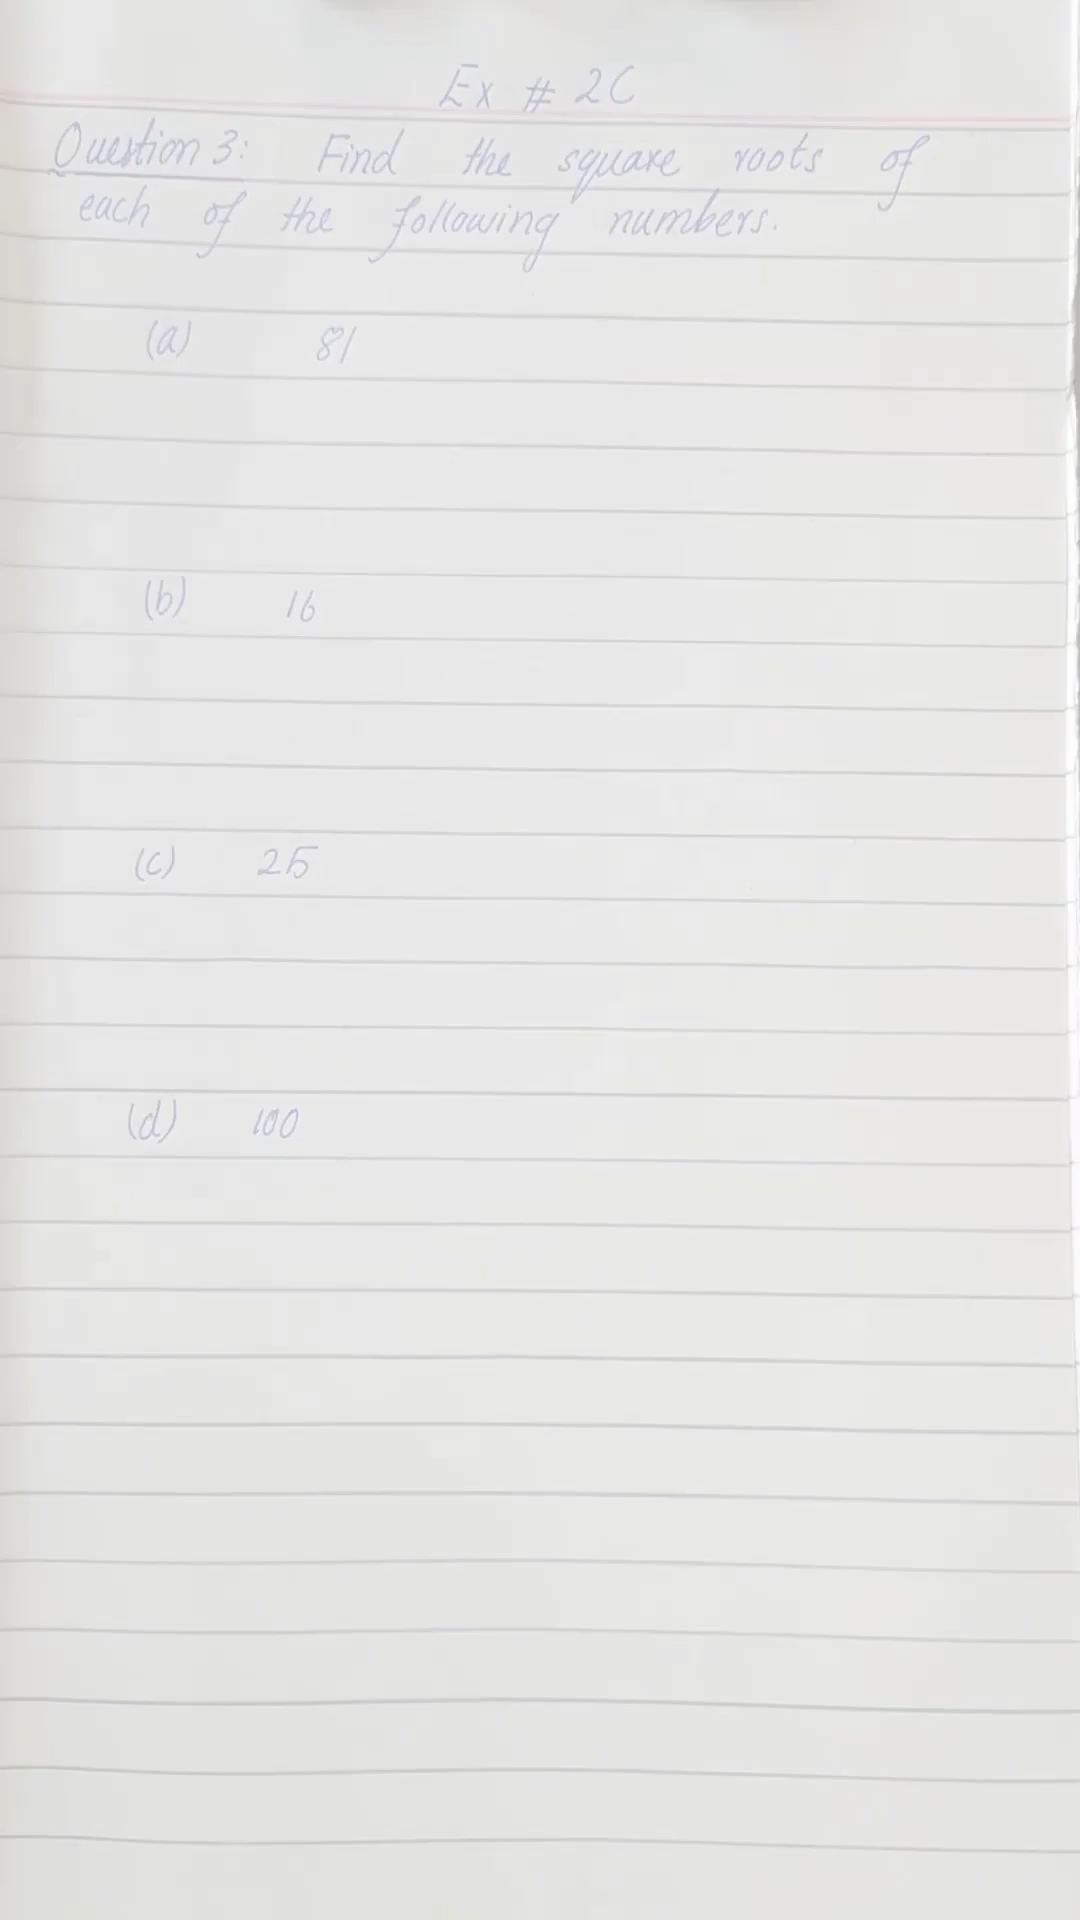 Ex # 2C
Question 3: Find the square roots of
each of the following numbers.
(a) 81
(b) 16
(c) 25
(d) 100